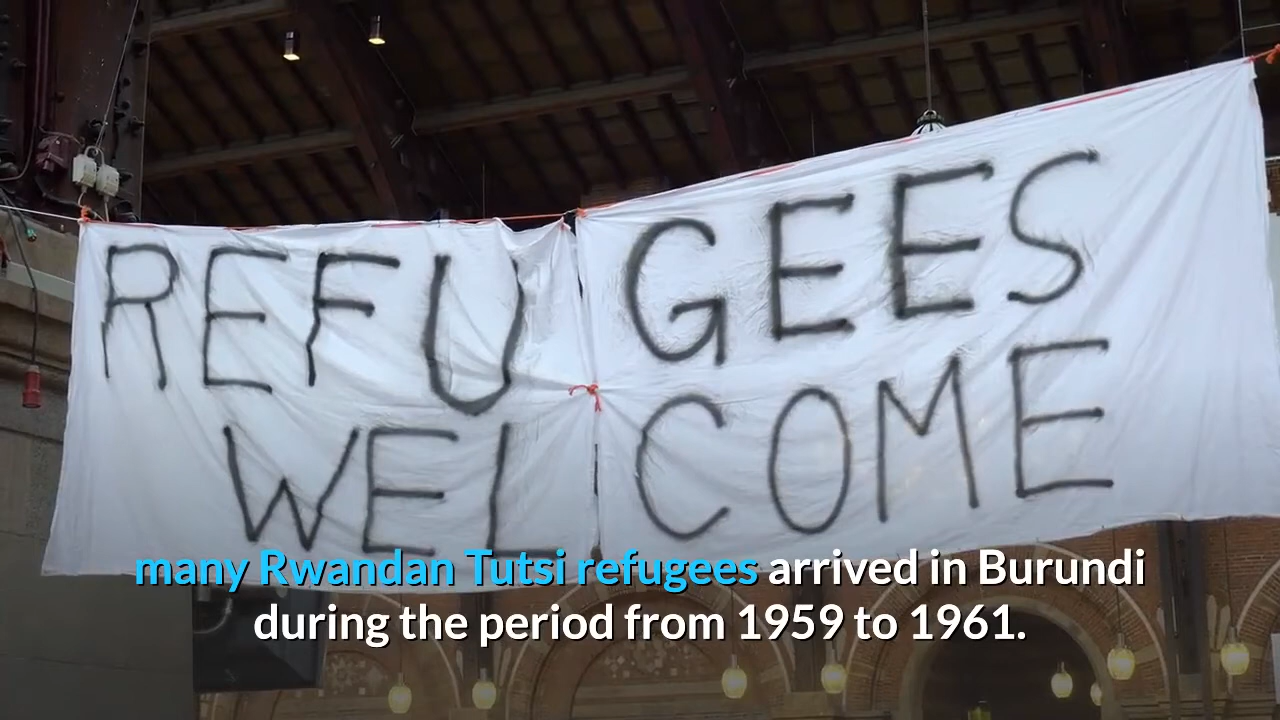 REFUGEES
WELCOME
many Rwandan Tutsi refugees arrived in Burundi
during the period from 1959 to 1961.